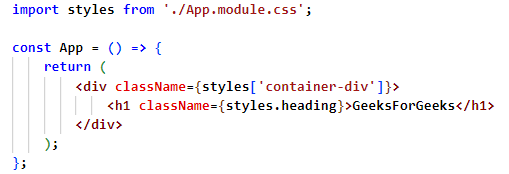 import styles from './App.module.css';

const App = () => {
    return (
        <div className={styles['container-div']}>
            <h1 className={styles.heading}>GeeksForGeeks</h1>
        </div>
    );
};